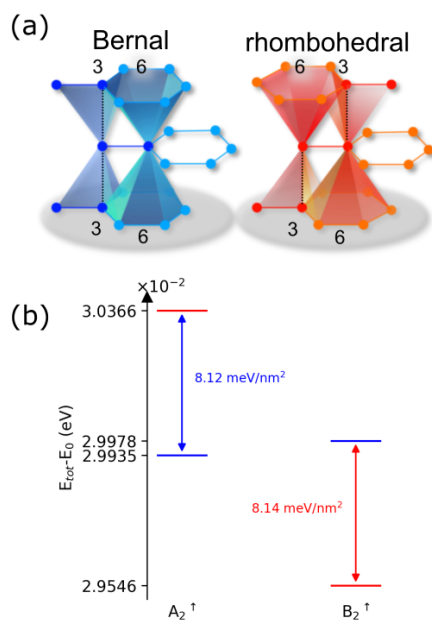 (a)
Bernal
rhombohedral
3 6
6 3
3 6
3 6
(b)
×10⁻²
3.0366
2.9978
2.9935
2.9546
E_tot-E₀ (eV)
8.12 meV/nm²
8.14 meV/nm²
A₂↑
B₂↑